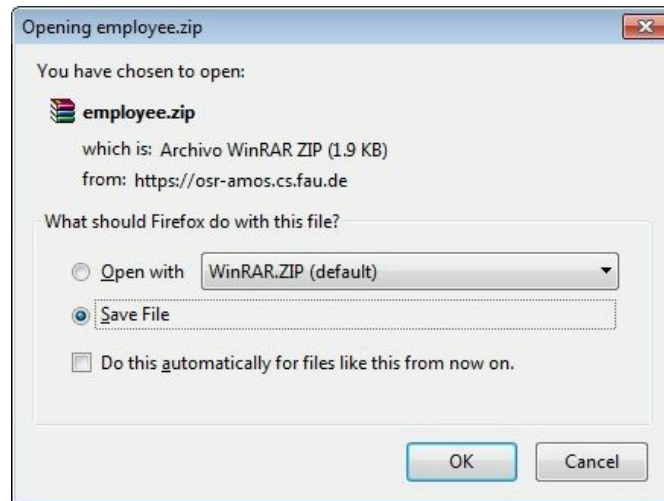 Opening employee.zip
You have chosen to open:
employee.zip
which is: Archivo WinRAR ZIP (1.9 KB)
from: https://osr-amos.cs.fau.de
What should Firefox do with this file?
Open with WinRAR.ZIP (default)
Save File
Do this automatically for files like this from now on.
OK Cancel